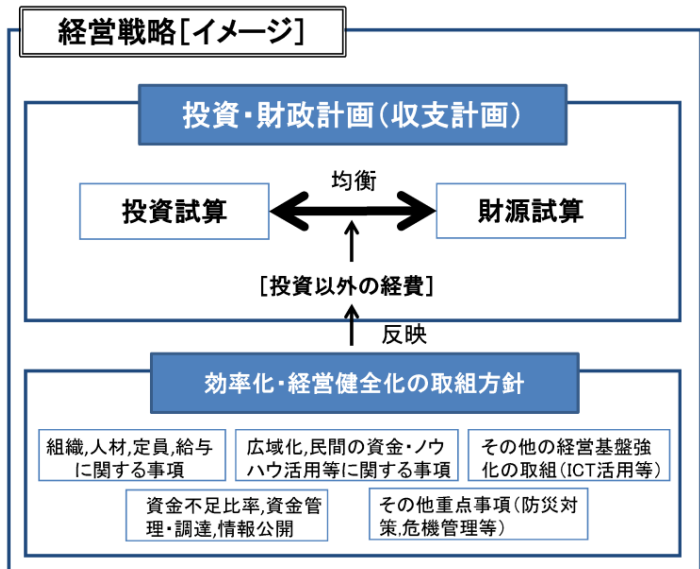 経営戦略[イメージ]
投資・財政計画(収支計画)
均衡
投資試算
財源試算
[投資以外の経費]
反映
効率化・経営健全化の取組方針
組織,人材,定員,給与
に関する事項
広域化,民間の資金・ノウ
ハウ活用等に関する事項
その他の経営基盤強
化の取組(ICT活用等)
資金不足比率,資金管
理・調達,情報公開
その他重点事項(防災対
策,危機管理等)